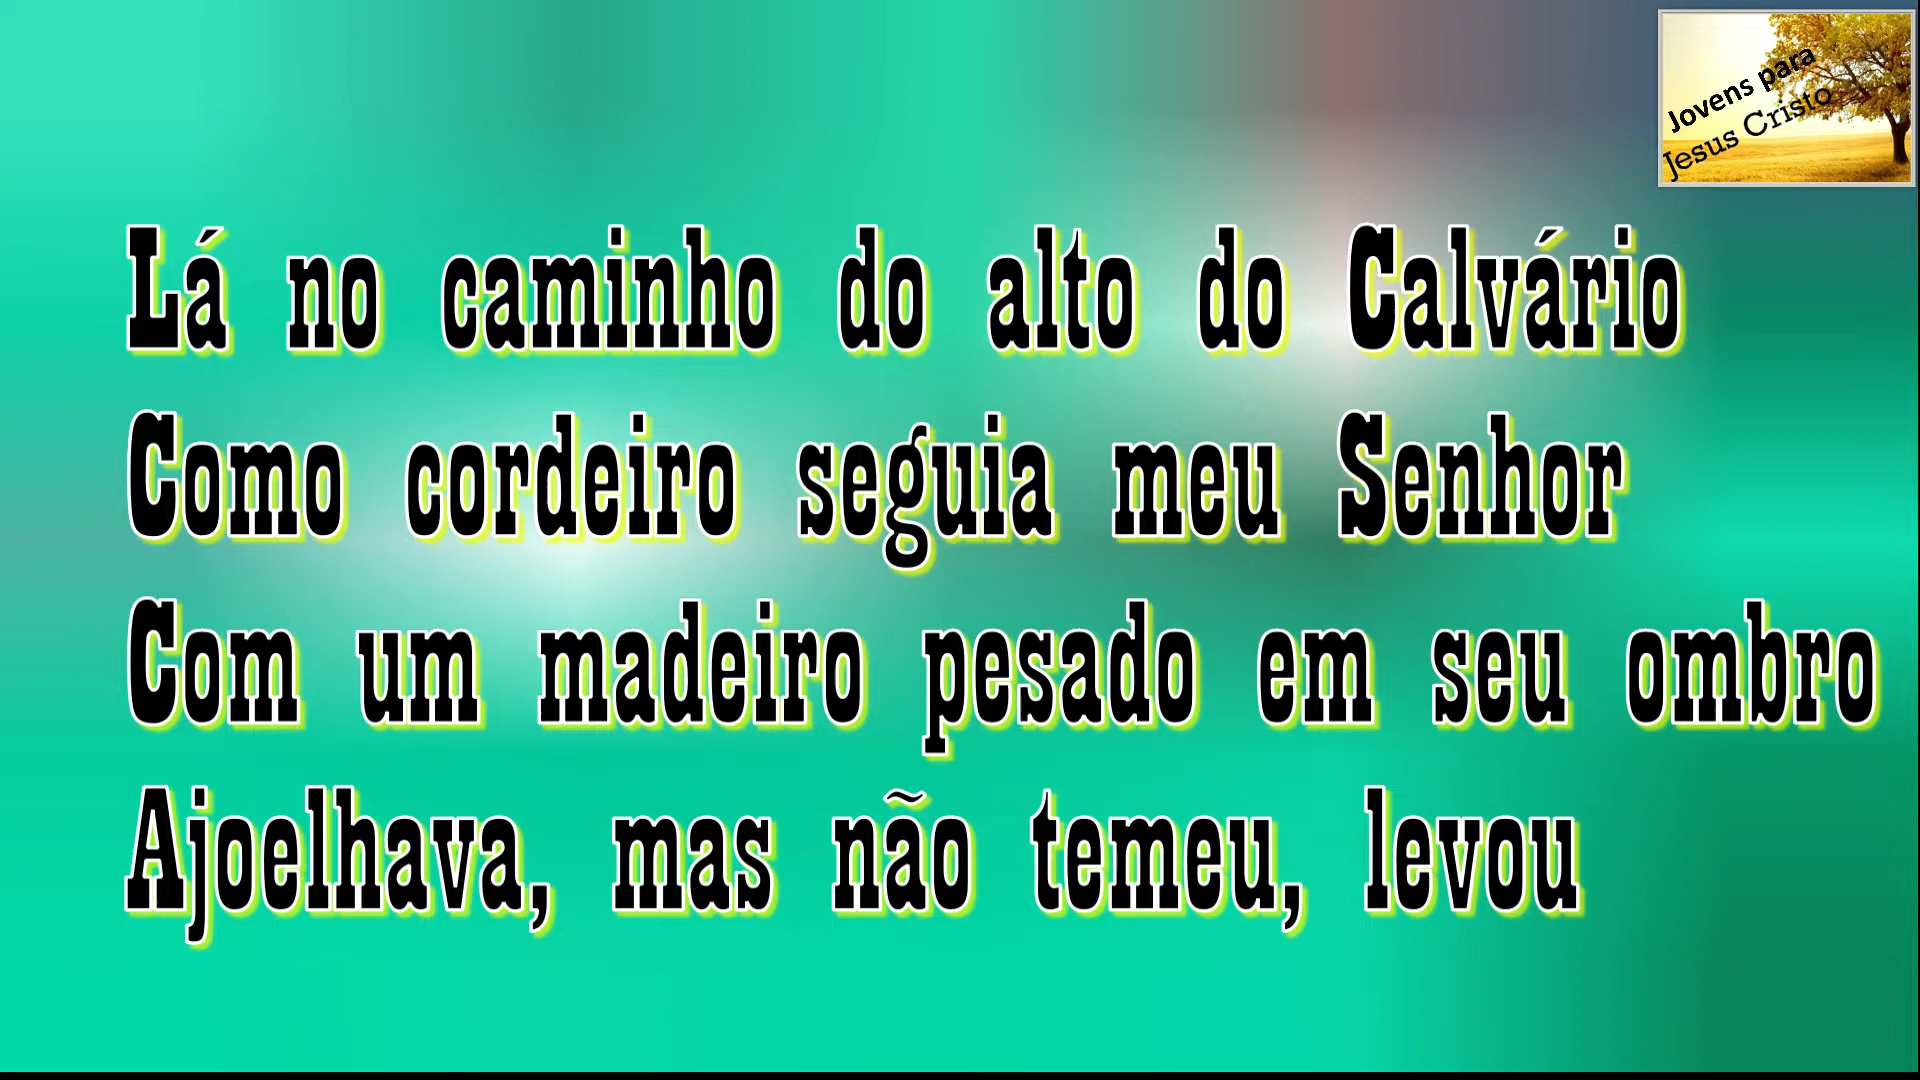 Jovens para
Jesus Cristo
Lá no caminho do alto do Calvário
Como cordeiro seguia meu Senhor
Com um madeiro pesado em seu ombro
Ajoelhava, mas não temeu, levou